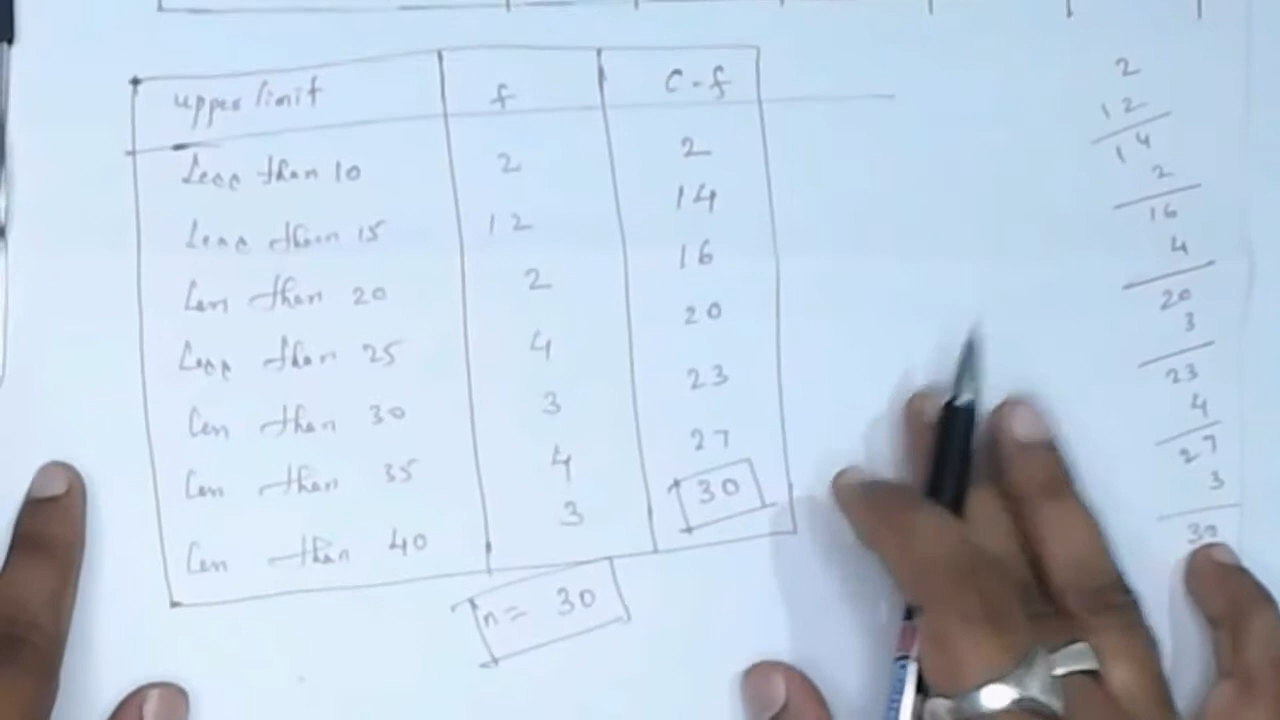 upper limit f c-f
Less than 10 2 2
Less than 15 12 14
Less than 20 2 16
Less than 25 4 20
Less than 30 3 23
Less than 35 4 27
Less than 40 3 30
n = 30
2
12
14
2
16
4
20
3
23
4
27
3
30